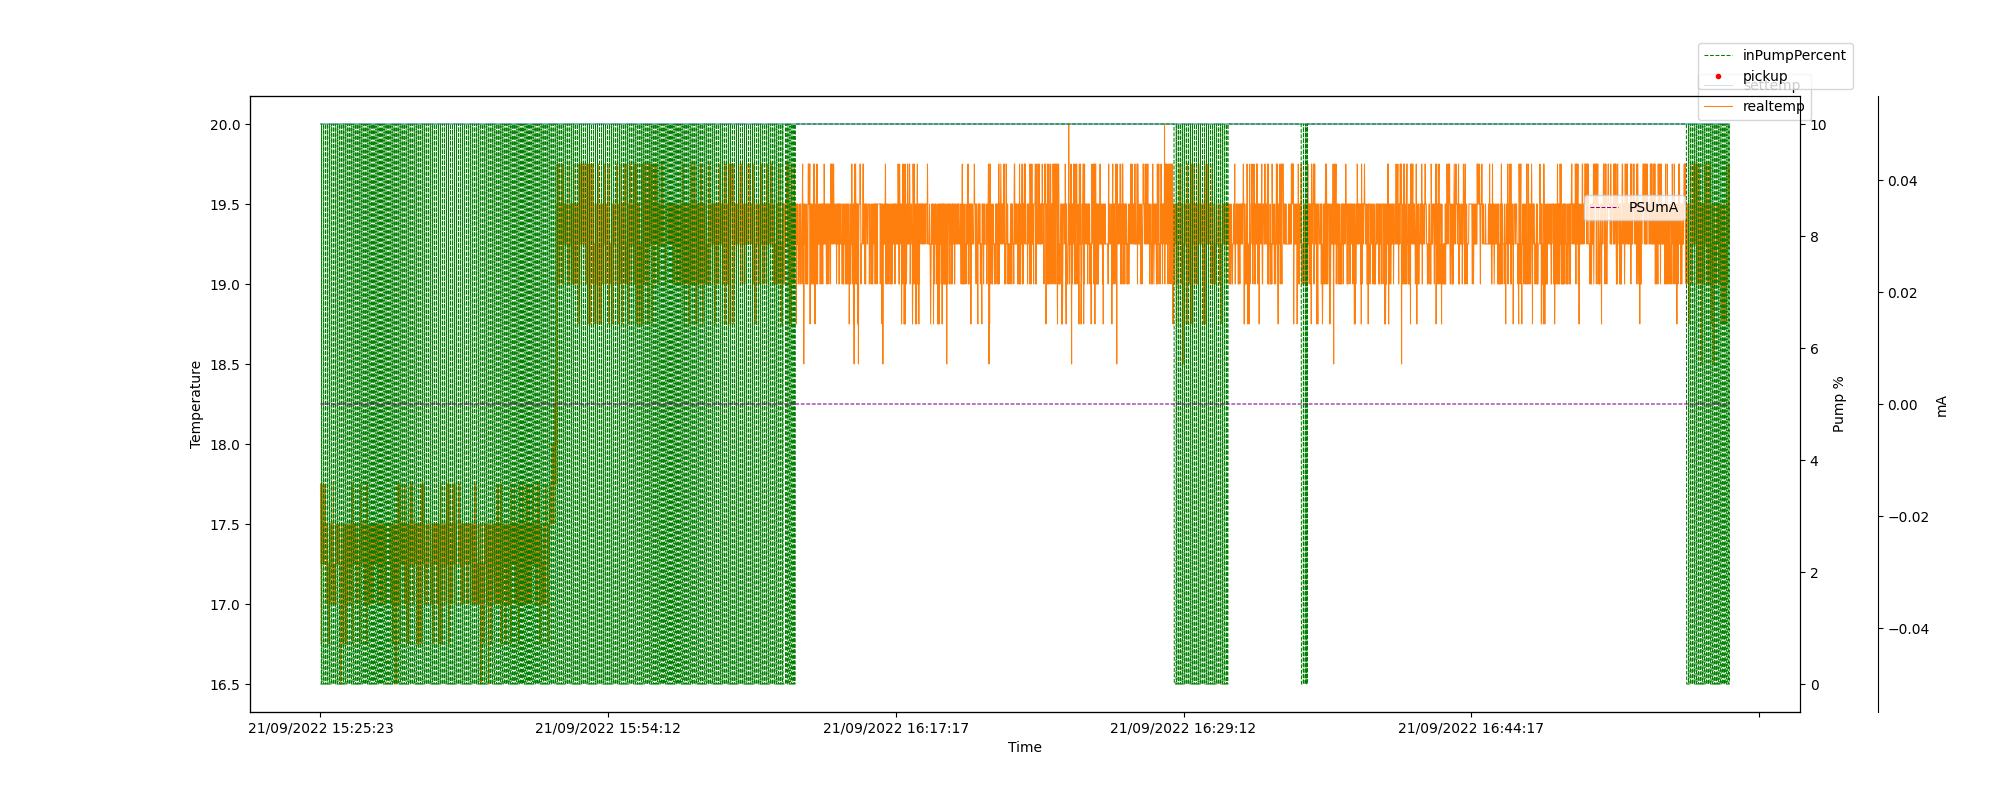 inPumpPercent
pickup
settemp
realtemp
PSUmA
20.0
19.5
19.0
18.5
18.0
17.5
17.0
16.5
Temperature
10
8
6
4
2
0
Pump %
0.04
0.02
0.00
−0.02
−0.04
mA
21/09/2022 15:25:23
21/09/2022 15:54:12
21/09/2022 16:17:17
21/09/2022 16:29:12
21/09/2022 16:44:17
Time